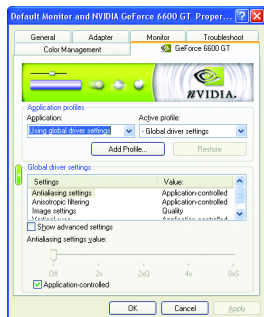 Default Monitor and NVIDIA GeForce 6600 GT Proper...
General Adapter Monitor Troubleshoot
Color Management GeForce 6600 GT
NVIDIA.
Application profiles
Application: Active profile:
Using global driver settings - Global driver settings
Add Profile... Restore
Global driver settings
Settings Value:
Antialiasing settings Application-controlled
Anisotropic filtering Application-controlled
Image settings Quality
Show advanced settings
Antialiasing settings value:
Off 2x 2xQ 4x 8xS
Application-controlled
OK Cancel Apply